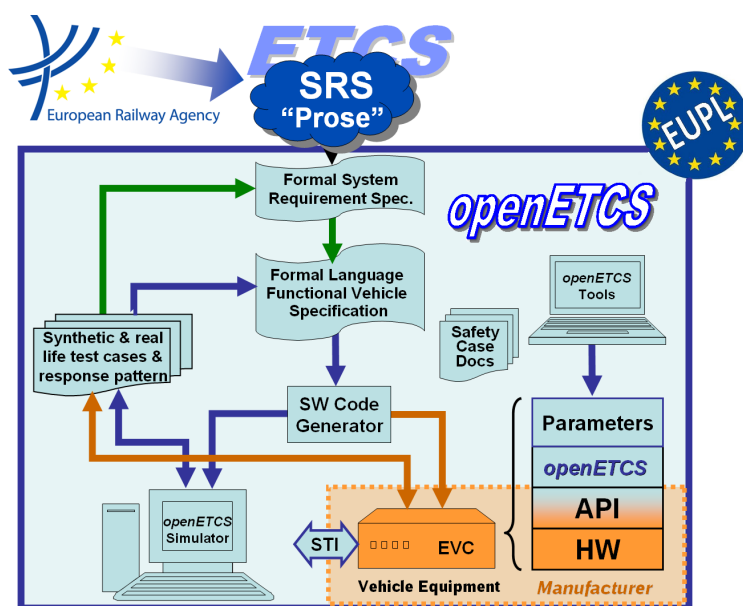 ETCS
SRS
“Prose”
European Railway Agency
EUPL
Formal System
Requirement Spec.
openETCS
Formal Language
Functional Vehicle
Specification
openETCS
Tools
Synthetic & real
life test cases &
response pattern
Safety
Case
Docs
SW Code
Generator
Parameters
openETCS
API
HW
openETCS
Simulator
STI
EVC
Vehicle Equipment
Manufacturer